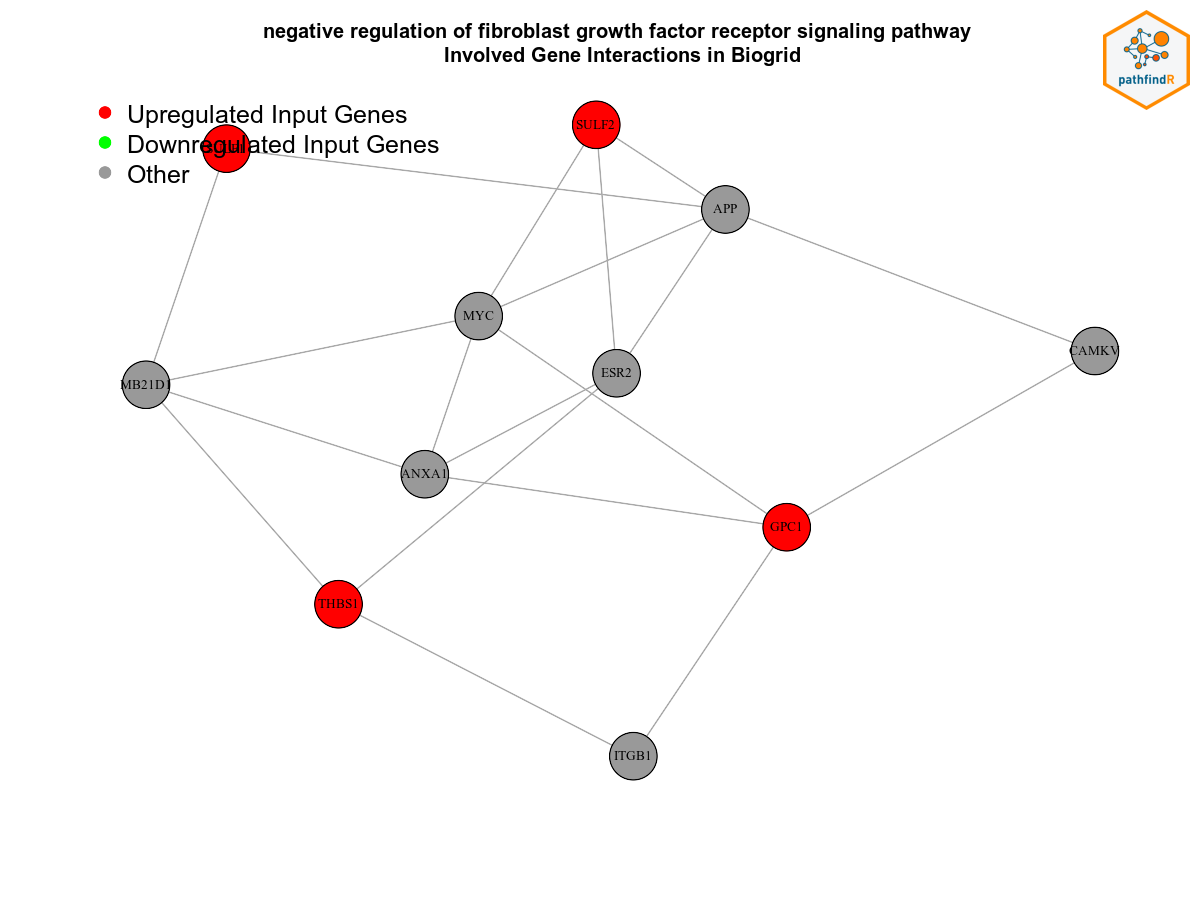 negative regulation of fibroblast growth factor receptor signaling pathway
Involved Gene Interactions in Biogrid
pathfindR
Upregulated Input Genes
Downregulated Input Genes
Other
SULF2
APP
MYC
CAMKV
ESR2
MB21D1
ANXA1
GPC1
THBS1
ITGB1